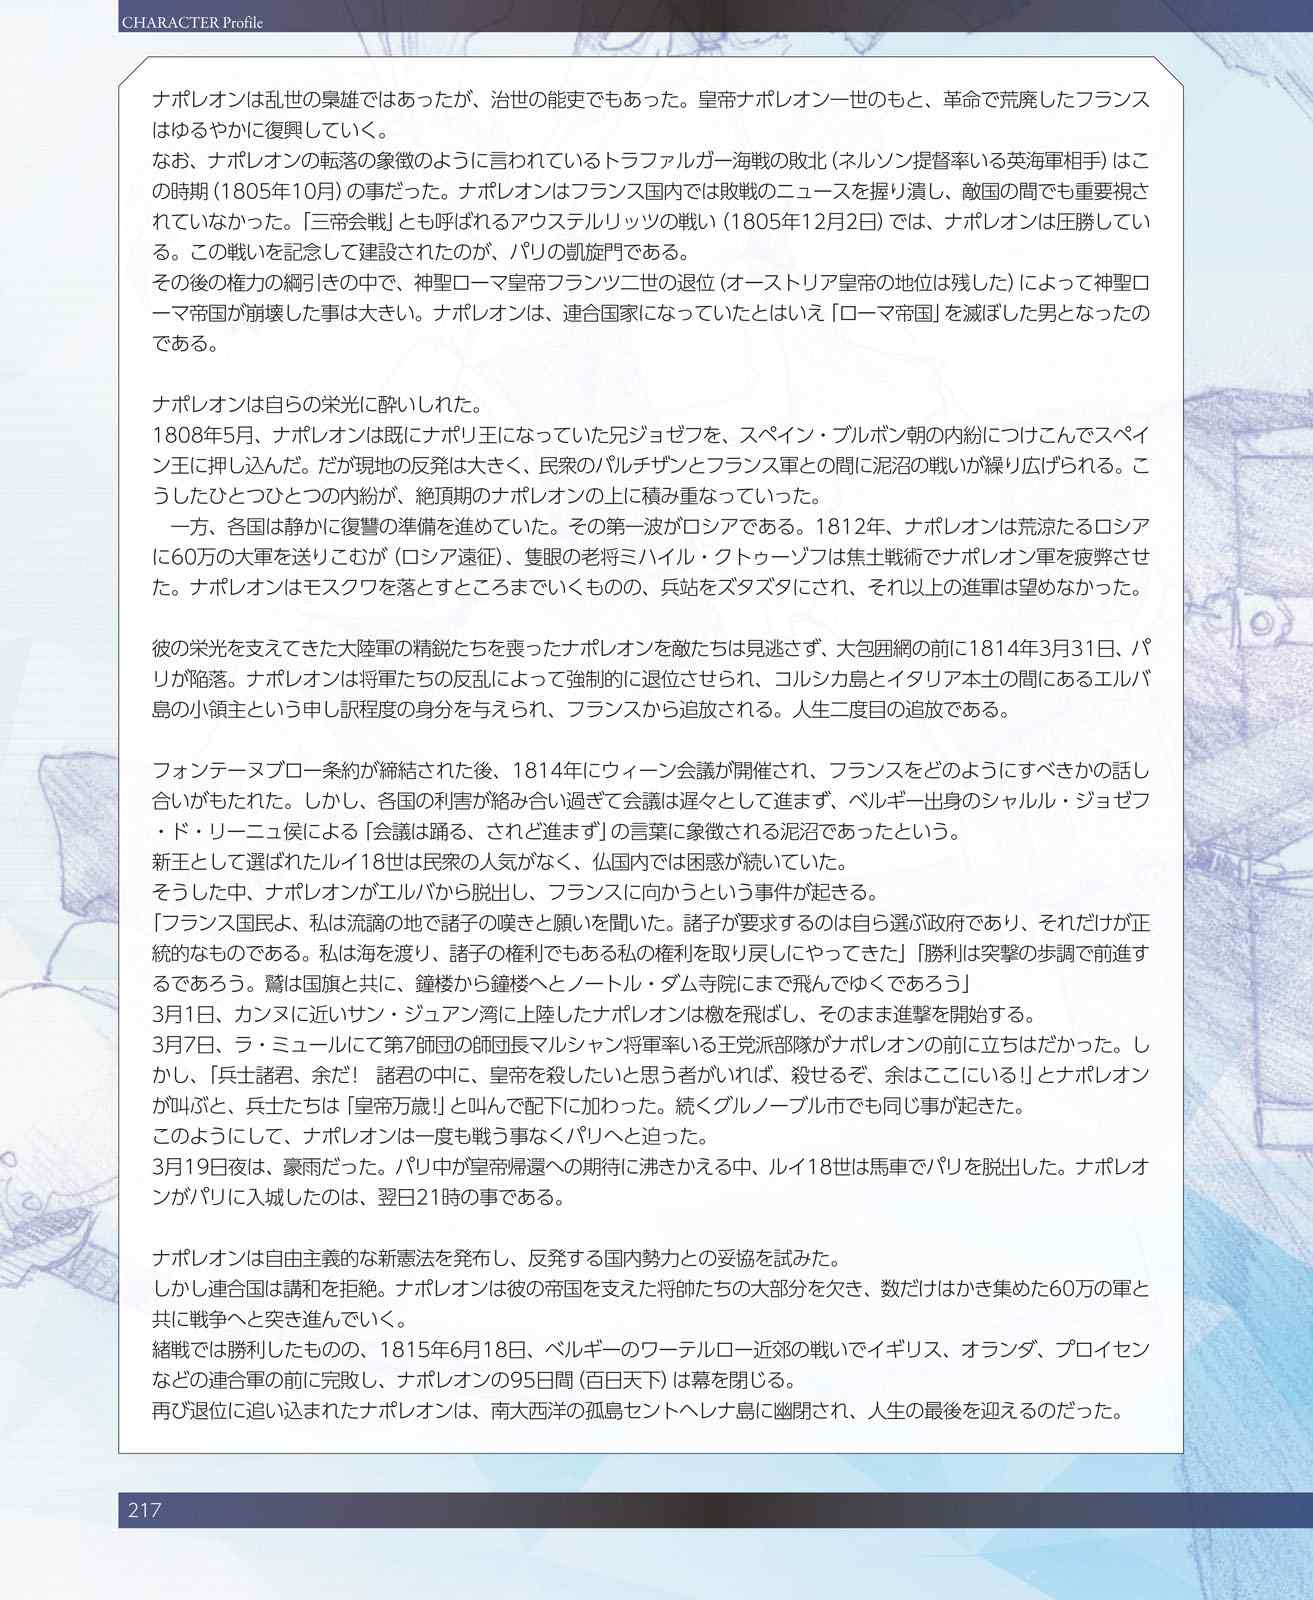 CHARACTER Profile
ナポレオンは乱世の梟雄ではあったが、治世の能吏でもあった。皇帝ナポレオン一世のもと、革命で荒廃したフランス
はゆるやかに復興していく。
なお、ナポレオンの転落の象徴のように言われているトラファルガー海戦の敗北（ネルソン提督率いる英海軍相手）はこ
の時期（1805年10月）の事だった。ナポレオンはフランス国内では敗戦のニュースを握り潰し、敵国の間でも重要視さ
れていなかった。「三帝会戦」とも呼ばれるアウステルリッツの戦い（1805年12月2日）では、ナポレオンは圧勝してい
る。この戦いを記念して建設されたのが、パリの凱旋門である。
その後の権力の綱引きの中で、神聖ローマ皇帝フランツ二世の退位（オーストリア皇帝の地位は残した）によって神聖ロ
ーマ帝国が崩壊した事は大きい。ナポレオンは、連合国家になっていたとはいえ「ローマ帝国」を滅ぼした男となったの
である。
ナポレオンは自らの栄光に酔いしれた。
1808年5月、ナポレオンは既にナポリ王になっていた兄ジョゼフを、スペイン・ブルボン朝の内紛につけこんでスペイ
ン王に押し込んだ。だが現地の反発は大きく、民衆のパルチザンとフランス軍との間に泥沼の戦いが繰り広げられる。こ
うしたひとつひとつの内紛が、絶頂期のナポレオンの上に積み重なっていった。
　一方、各国は静かに復讐の準備を進めていた。その第一波がロシアである。1812年、ナポレオンは荒涼たるロシア
に60万の大軍を送りこむが（ロシア遠征）、隻眼の老将ミハイル・クトゥーゾフは焦土戦術でナポレオン軍を疲弊させ
た。ナポレオンはモスクワを落とすところまでいくものの、兵站をズタズタにされ、それ以上の進軍は望めなかった。
彼の栄光を支えてきた大陸軍の精鋭たちを喪ったナポレオンを敵たちは見逃さず、大包囲網の前に1814年3月31日、パ
リが陥落。ナポレオンは将軍たちの反乱によって強制的に退位させられ、コルシカ島とイタリア本土の間にあるエルバ
島の小領主という申し訳程度の身分を与えられ、フランスから追放される。人生二度目の追放である。
フォンテーヌブロー条約が締結された後、1814年にウィーン会議が開催され、フランスをどのようにすべきかの話し
合いがもたれた。しかし、各国の利害が絡み合い過ぎて会議は遅々として進まず、ベルギー出身のシャルル・ジョゼフ
・ド・リーニュ侯による「会議は踊る、されど進まず」の言葉に象徴される泥沼であったという。
新王として選ばれたルイ18世は民衆の人気がなく、仏国内では困惑が続いていた。
そうした中、ナポレオンがエルバから脱出し、フランスに向かうという事件が起きる。
「フランス国民よ、私は流謫の地で諸子の嘆きと願いを聞いた。諸子が要求するのは自ら選ぶ政府であり、それだけが正
統的なものである。私は海を渡り、諸子の権利でもある私の権利を取り戻しにやってきた」「勝利は突撃の歩調で前進す
るであろう。鷲は国旗と共に、鐘楼から鐘楼へとノートル・ダム寺院にまで飛んでゆくであろう」
3月1日、カンヌに近いサン・ジュアン湾に上陸したナポレオンは檄を飛ばし、そのまま進撃を開始する。
3月7日、ラ・ミュールにて第7師団の師団長マルシャン将軍率いる王党派部隊がナポレオンの前に立ちはだかった。し
かし、「兵士諸君、余だ！　諸君の中に、皇帝を殺したいと思う者がいれば、殺せるぞ、余はここにいる！」とナポレオン
が叫ぶと、兵士たちは「皇帝万歳！」と叫んで配下に加わった。続くグルノーブル市でも同じ事が起きた。
このようにして、ナポレオンは一度も戦う事なくパリへと迫った。
3月19日夜は、豪雨だった。パリ中が皇帝帰還への期待に沸きかえる中、ルイ18世は馬車でパリを脱出した。ナポレオ
ンがパリに入城したのは、翌日21時の事である。
ナポレオンは自由主義的な新憲法を発布し、反発する国内勢力との妥協を試みた。
しかし連合国は講和を拒絶。ナポレオンは彼の帝国を支えた将帥たちの大部分を欠き、数だけはかき集めた60万の軍と
共に戦争へと突き進んでいく。
緒戦では勝利したものの、1815年6月18日、ベルギーのワーテルロー近郊の戦いでイギリス、オランダ、プロイセン
などの連合軍の前に完敗し、ナポレオンの95日間（百日天下）は幕を閉じる。
再び退位に追い込まれたナポレオンは、南大西洋の孤島セントヘレナ島に幽閉され、人生の最後を迎えるのだった。
217